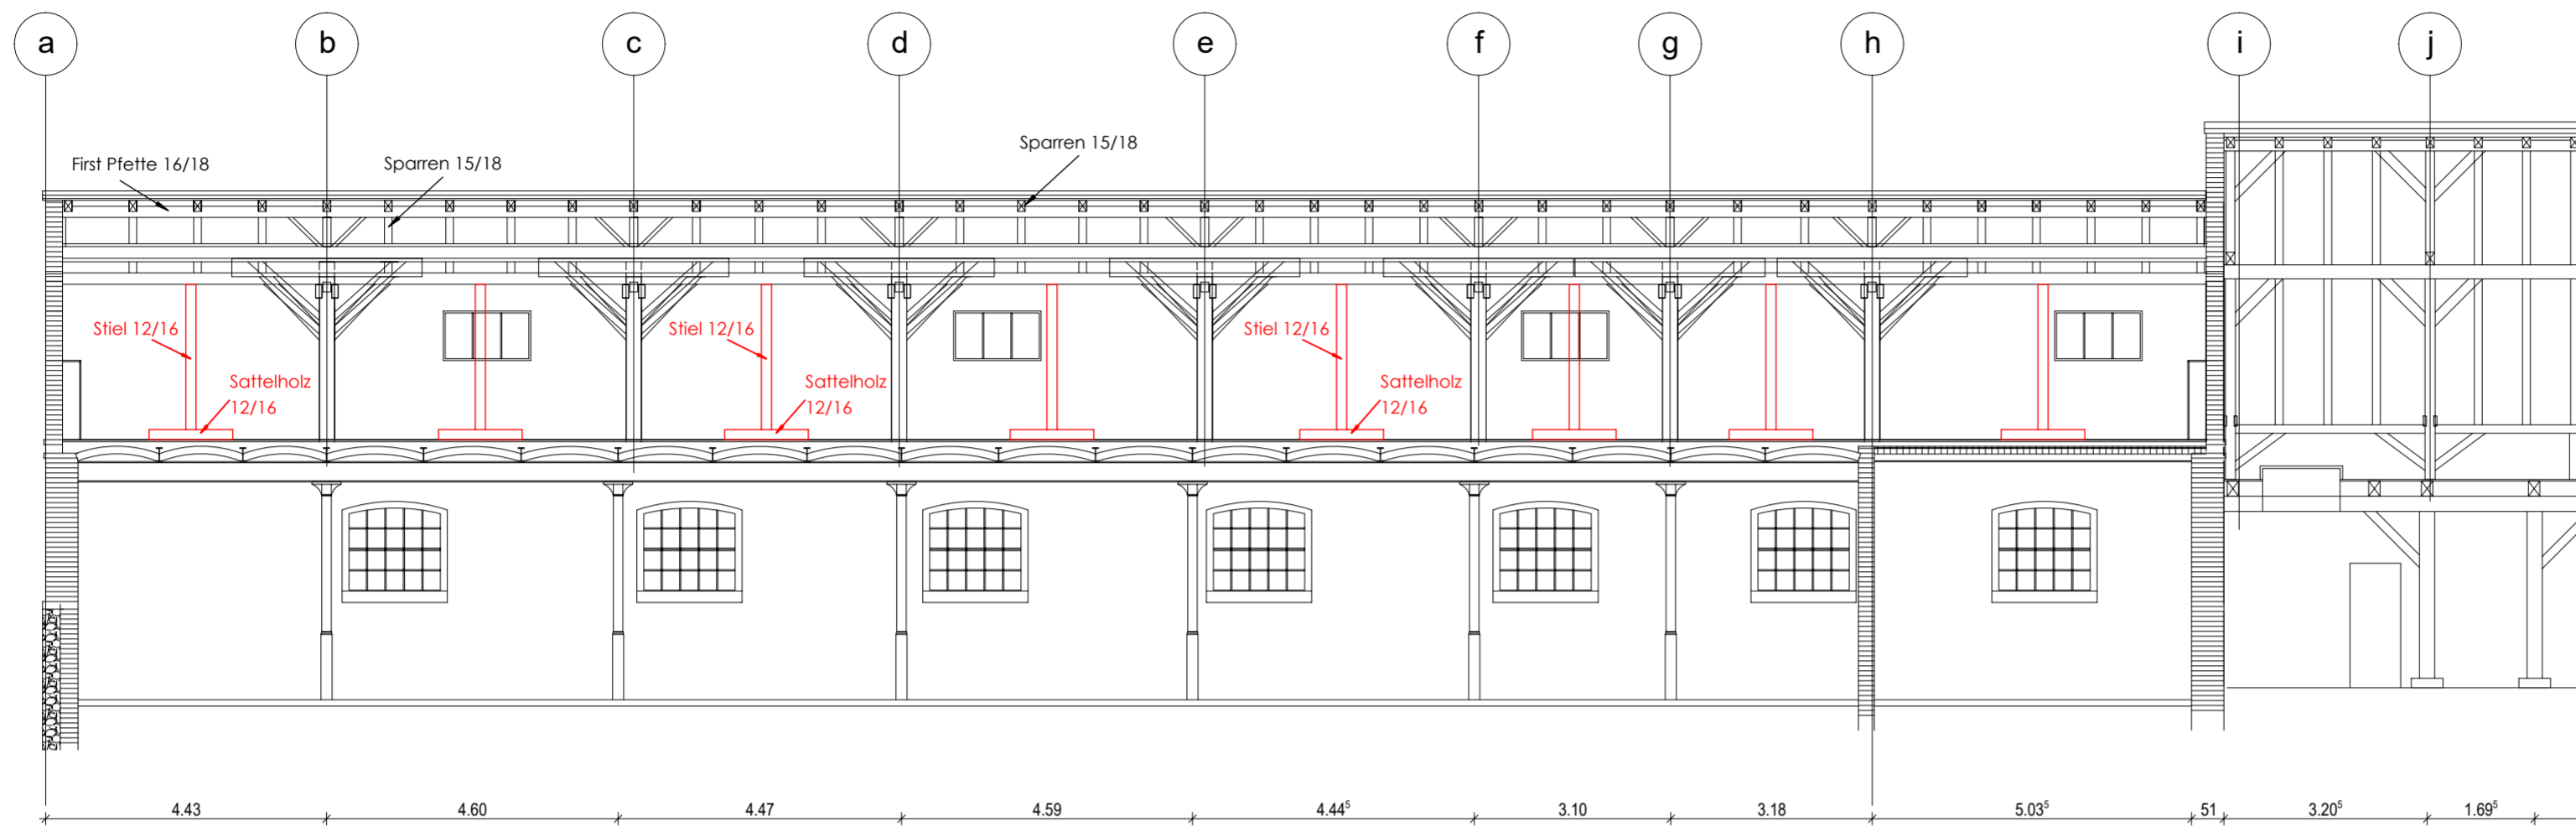 a b c d e f g h i j
Sparren 15/18
First Pfette 16/18
Sparren 15/18
Stiel 12/16
Stiel 12/16
Stiel 12/16
Sattelholz
12/16
Sattelholz
12/16
Sattelholz
12/16
4.43 4.60 4.47 4.59 4.44⁵ 3.10 3.18 5.03⁵ 51 3.20⁵ 1.69⁵